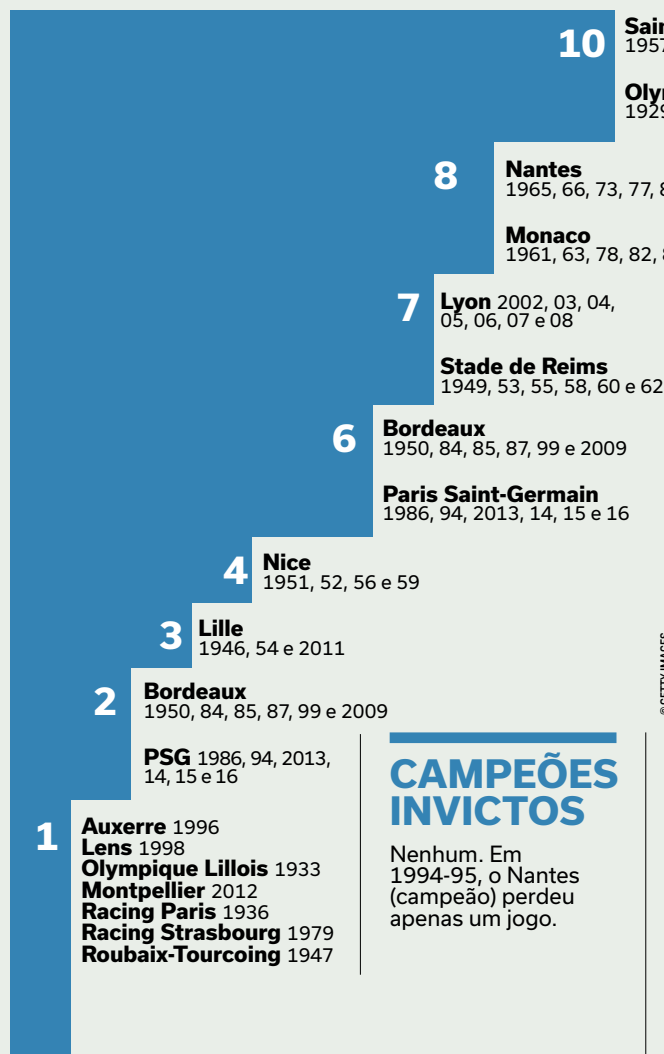 10
1957
1929
8
Nantes
1965, 66, 73, 77,
Monaco
1961, 63, 78, 82,
7
Lyon 2002, 03, 04,
05, 06, 07 e 08
Stade de Reims
1949, 53, 55, 58, 60 e 62
6
Bordeaux
1950, 84, 85, 87, 99 e 2009
Paris Saint-Germain
1986, 94, 2013, 14, 15 e 16
4
Nice
1951, 52, 56 e 59
3
Lille
1946, 54 e 2011
2
Bordeaux
1950, 84, 85, 87, 99 e 2009
PSG 1986, 94, 2013,
14, 15 e 16
1
Auxerre 1996
Lens 1998
Olympique Lillois 1933
Montpellier 2012
Racing Paris 1936
Racing Strasbourg 1979
Roubaix-Tourcoing 1947
CAMPEÕES
INVICTOS
Nenhum. Em
1994-95, o Nantes
(campeão) perdeu
apenas um jogo.
©GETTY IMAGES